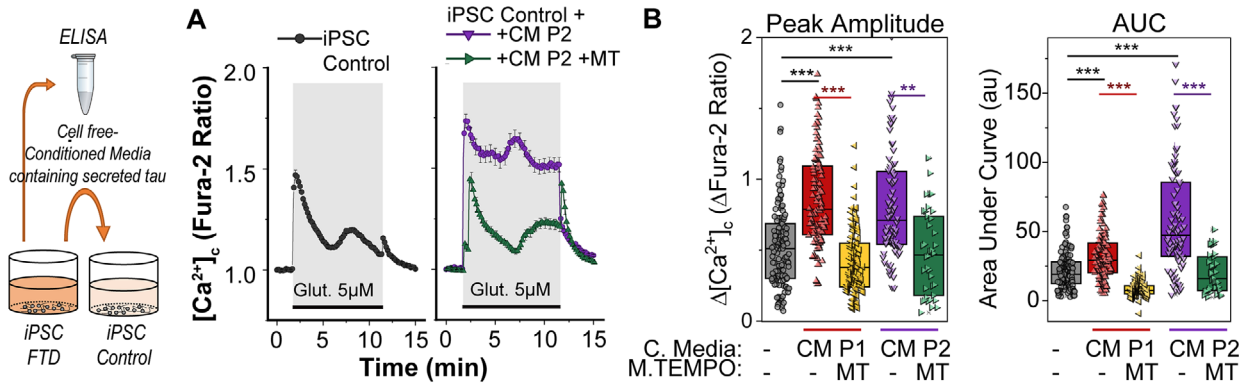 ELISA
Cell free-
Conditioned Media
containing secreted tau
iPSC
FTD
iPSC
Control
A
[Ca²⁺]c (Fura-2 Ratio)
2.0
1.5
1.0
iPSC
Control
Glut. 5µM
0 5 10 15
iPSC Control +
+CM P2
+CM P2 +MT
Glut. 5µM
0 5 10 15
Time (min)
B
Peak Amplitude
Δ[Ca²⁺]c (ΔFura-2 Ratio)
2
1
0
***
***
***
**
AUC
Area Under Curve (au)
150
100
50
0
***
***
***
***
C. Media: - CM P1 CM P2
M.TEMPO: - - MT - MT
- CM P1 CM P2
- - MT - MT